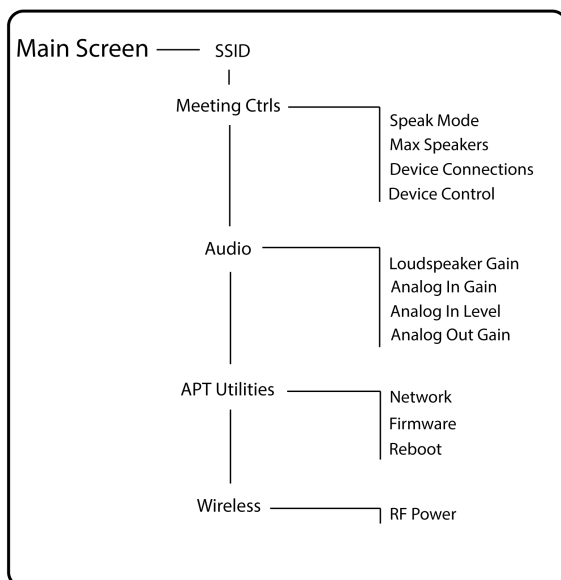 Main Screen
SSID
Meeting Ctrls
Speak Mode
Max Speakers
Device Connections
Device Control
Audio
Loudspeaker Gain
Analog In Gain
Analog In Level
Analog Out Gain
APT Utilities
Network
Firmware
Reboot
Wireless
RF Power